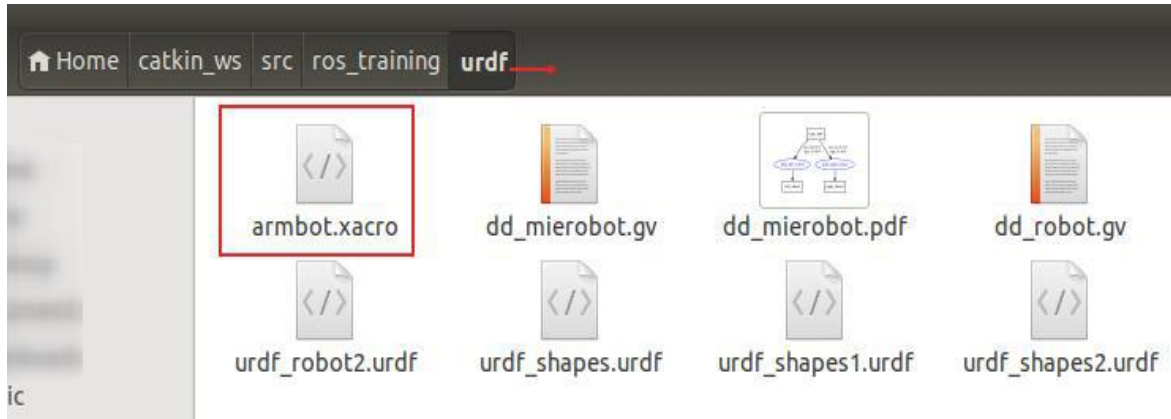 Home catkin_ws src ros_training urdf
armbot.xacro dd_mierobot.gv dd_mierobot.pdf dd_robot.gv
urdf_robot2.urdf urdf_shapes.urdf urdf_shapes1.urdf urdf_shapes2.urdf
ic